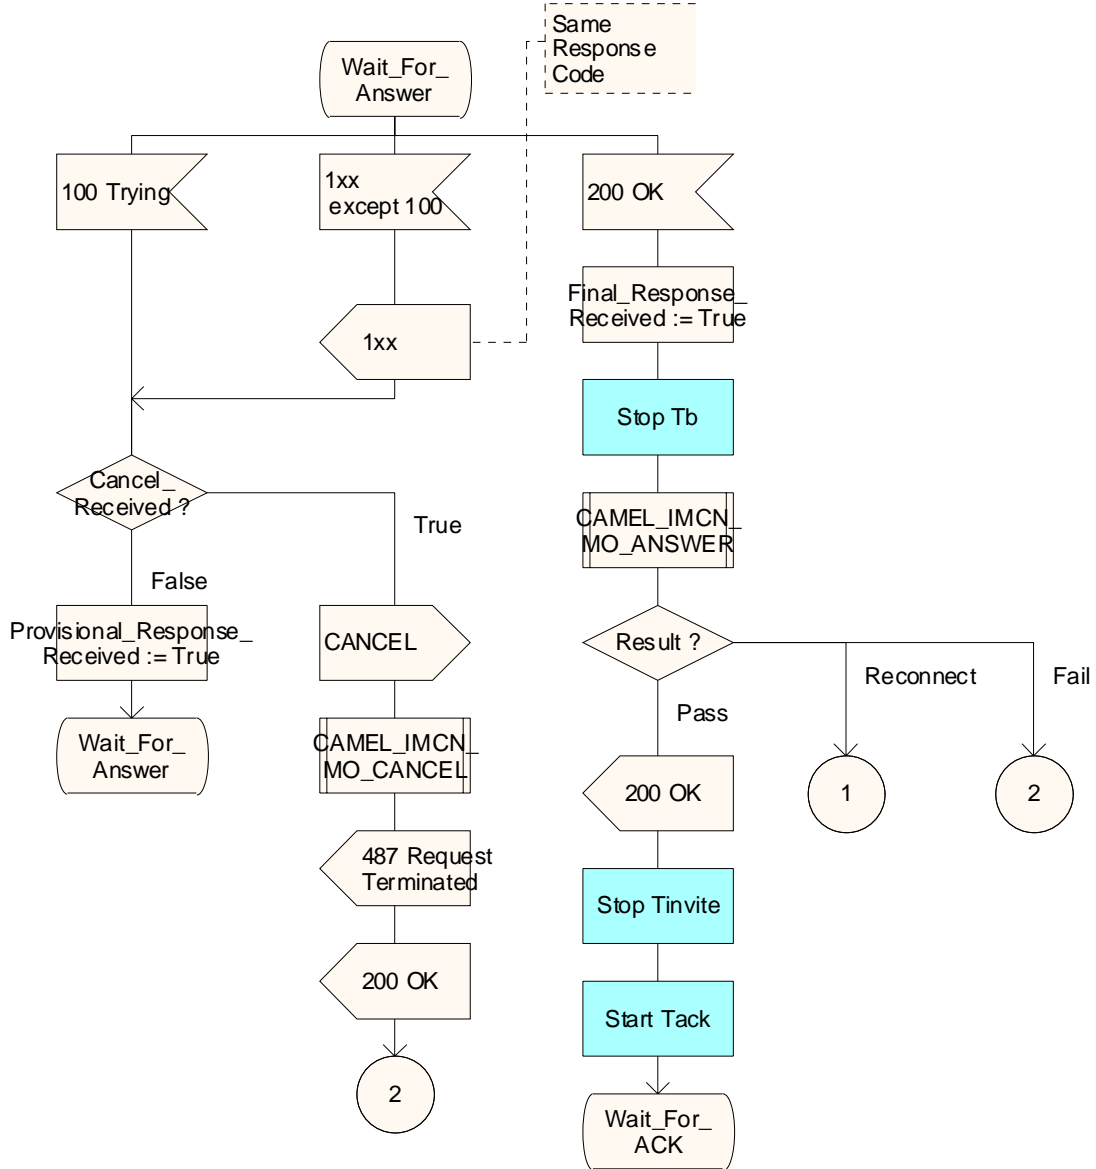 Same
Response
Code
Wait_For_
Answer
100 Trying
1xx
except 100
200 OK
Final_Response_
Received := True
1xx
Stop Tb
Cancel_
Received ?
True
CAMEL_IMCN_
MO_ANSWER
False
Provisional_Response_
Received := True
CANCEL
Result ?
Reconnect
Fail
Pass
Wait_For_
Answer
CAMEL_IMCN_
MO_CANCEL
200 OK
1
2
487 Request
Terminated
Stop Tinvite
200 OK
Start Tack
2
Wait_For_
ACK